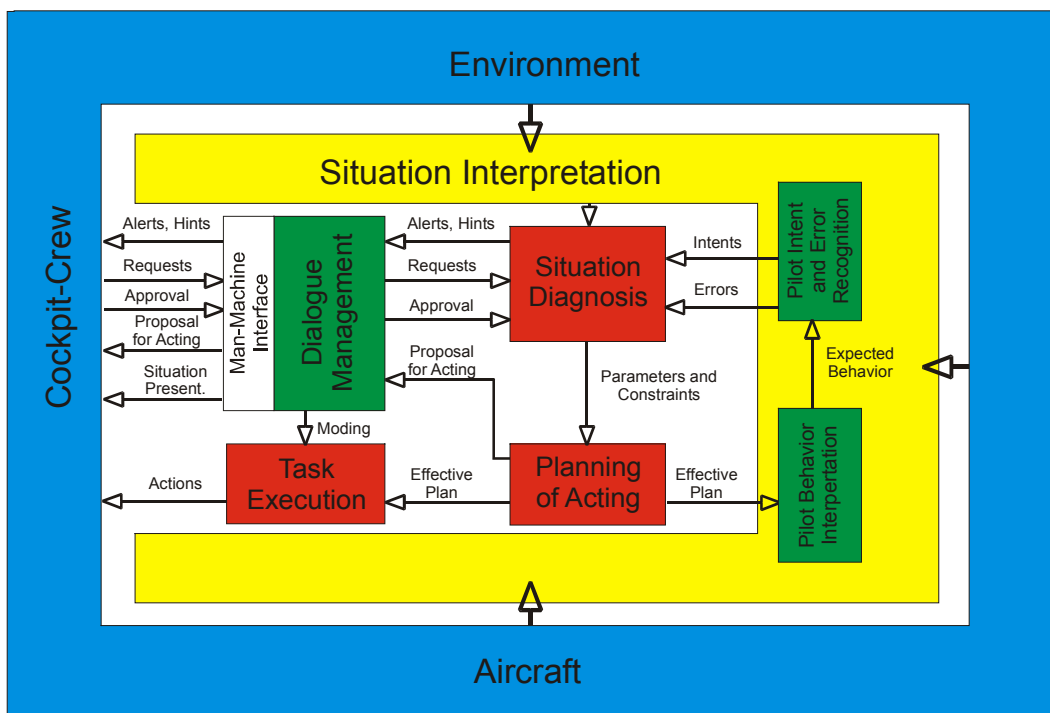 Environment
Situation Interpretation
Cockpit-Crew
Alerts, Hints
Requests
Approval
Proposal
for Acting
Situation
Present.
Actions
Man-Machine
Interface
Dialogue
Management
Alerts, Hints
Requests
Approval
Proposal
for Acting
Moding
Task
Execution
Effective
Plan
Situation
Diagnosis
Parameters and
Constraints
Planning
of Acting
Intents
Errors
Effective
Plan
Pilot Intent
and Error
Recognition
Expected
Behavior
Pilot Behavior
Interpertation
Aircraft